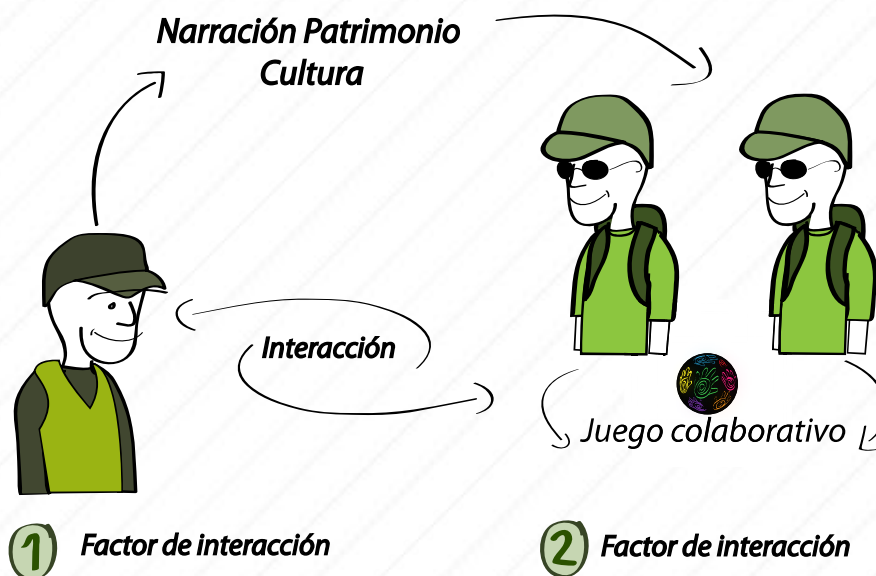 Narración Patrimonio
Cultura
Interacción
Juego colaborativo
1 Factor de interacción
2 Factor de interacción